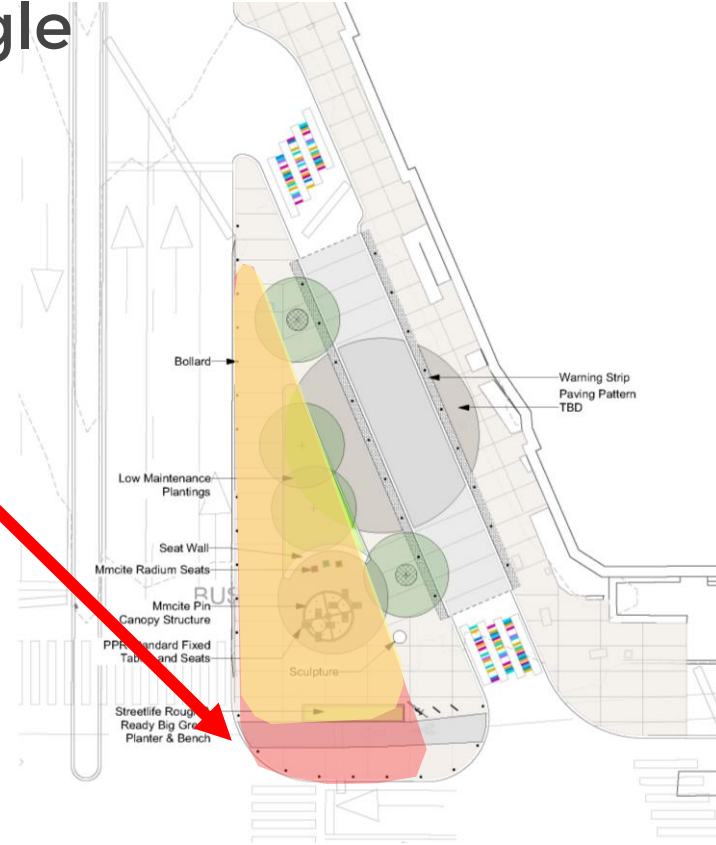 gle
Bollard
Warning Strip
Paving Pattern
TBD
Low Maintenance
Plantings
Seat Wall
Mmcite Radium Seats
BUS
Mmcite Pin
Canopy Structure
Fixed
and Seats
Sculpture
Streetlife
Ready Big
Planter & Bench